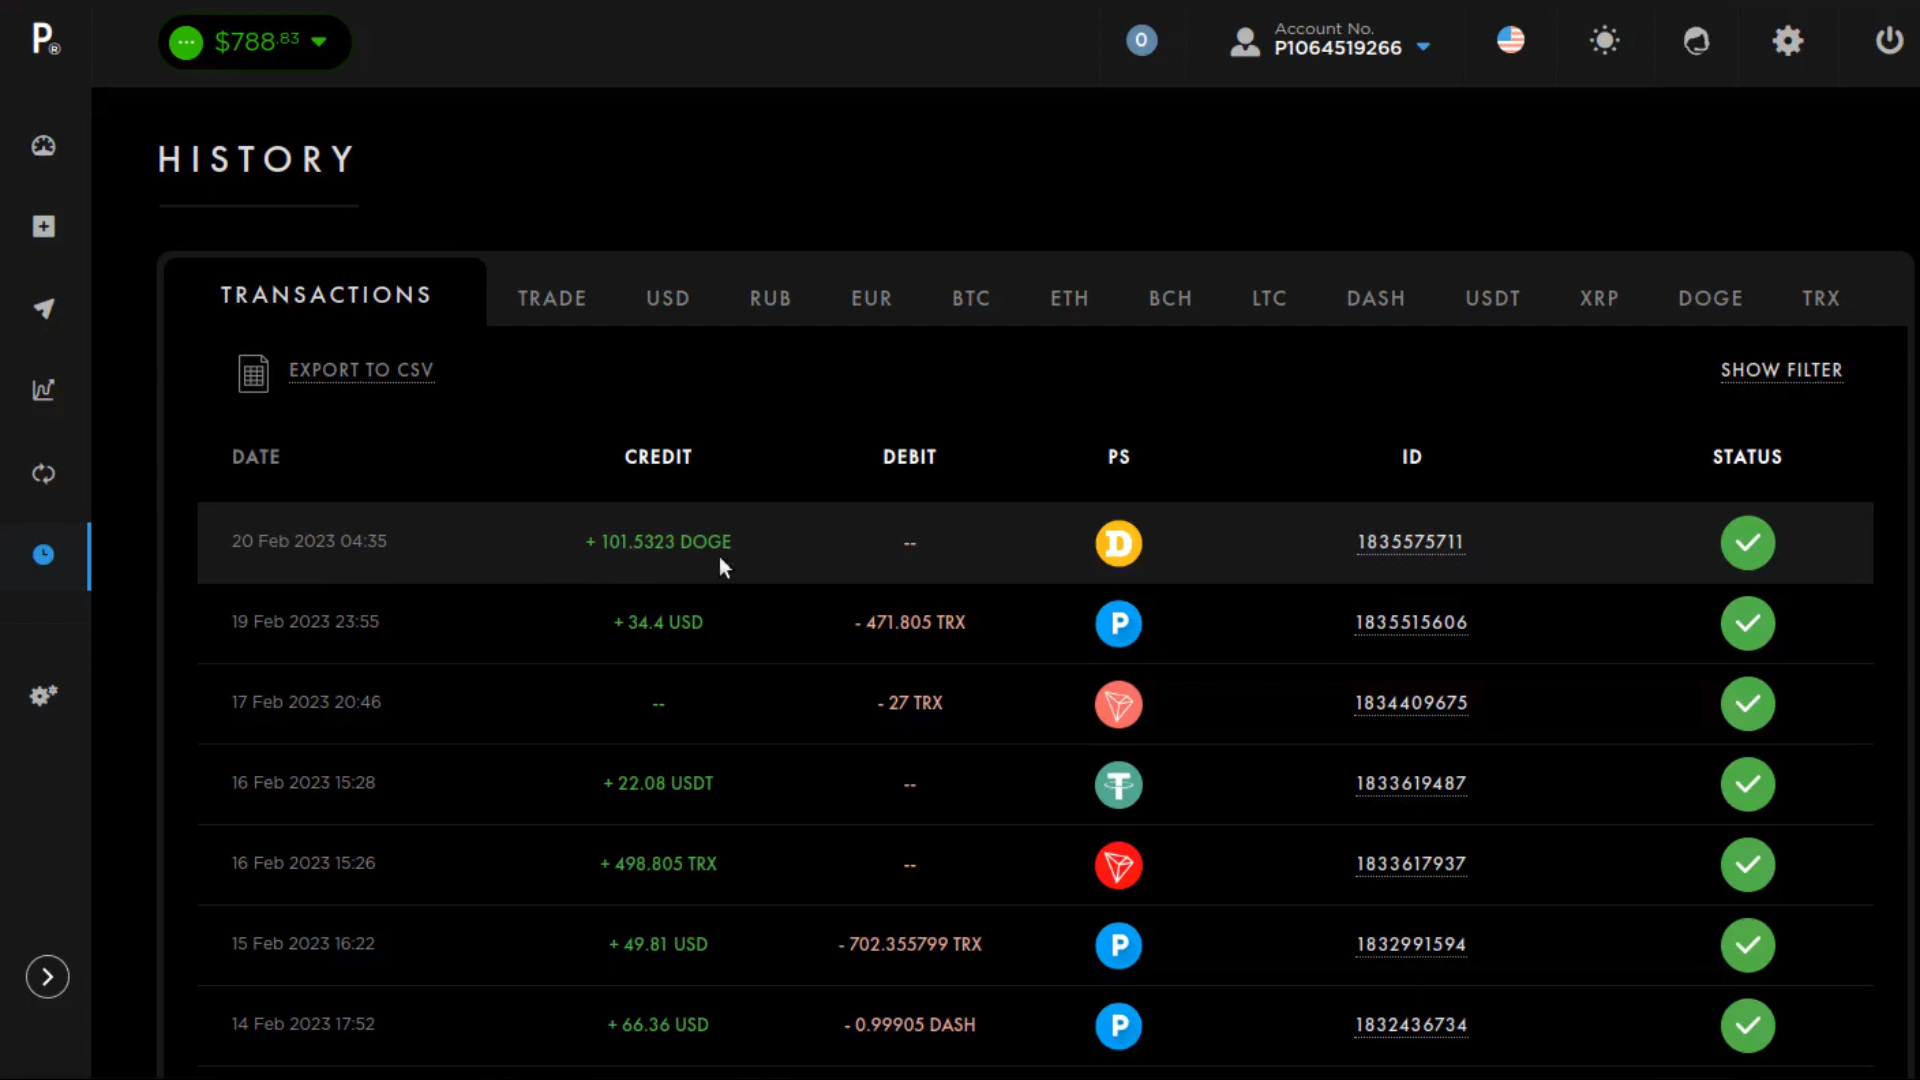 P®
$788.83
0
Account No.
P1064519266
HISTORY
TRANSACTIONS TRADE USD RUB EUR BTC ETH BCH LTC DASH USDT XRP DOGE TRX
EXPORT TO CSV SHOW FILTER
DATE CREDIT DEBIT PS ID STATUS
20 Feb 2023 04:35 + 101.5323 DOGE -- 1835575711
19 Feb 2023 23:55 + 34.4 USD - 471.805 TRX P 1835515606
17 Feb 2023 20:46 -- - 27 TRX 1834409675
16 Feb 2023 15:28 + 22.08 USDT -- 1833619487
16 Feb 2023 15:26 + 498.805 TRX -- 1833617937
15 Feb 2023 16:22 + 49.81 USD - 702.355799 TRX P 1832991594
14 Feb 2023 17:52 + 66.36 USD - 0.99905 DASH P 1832436734